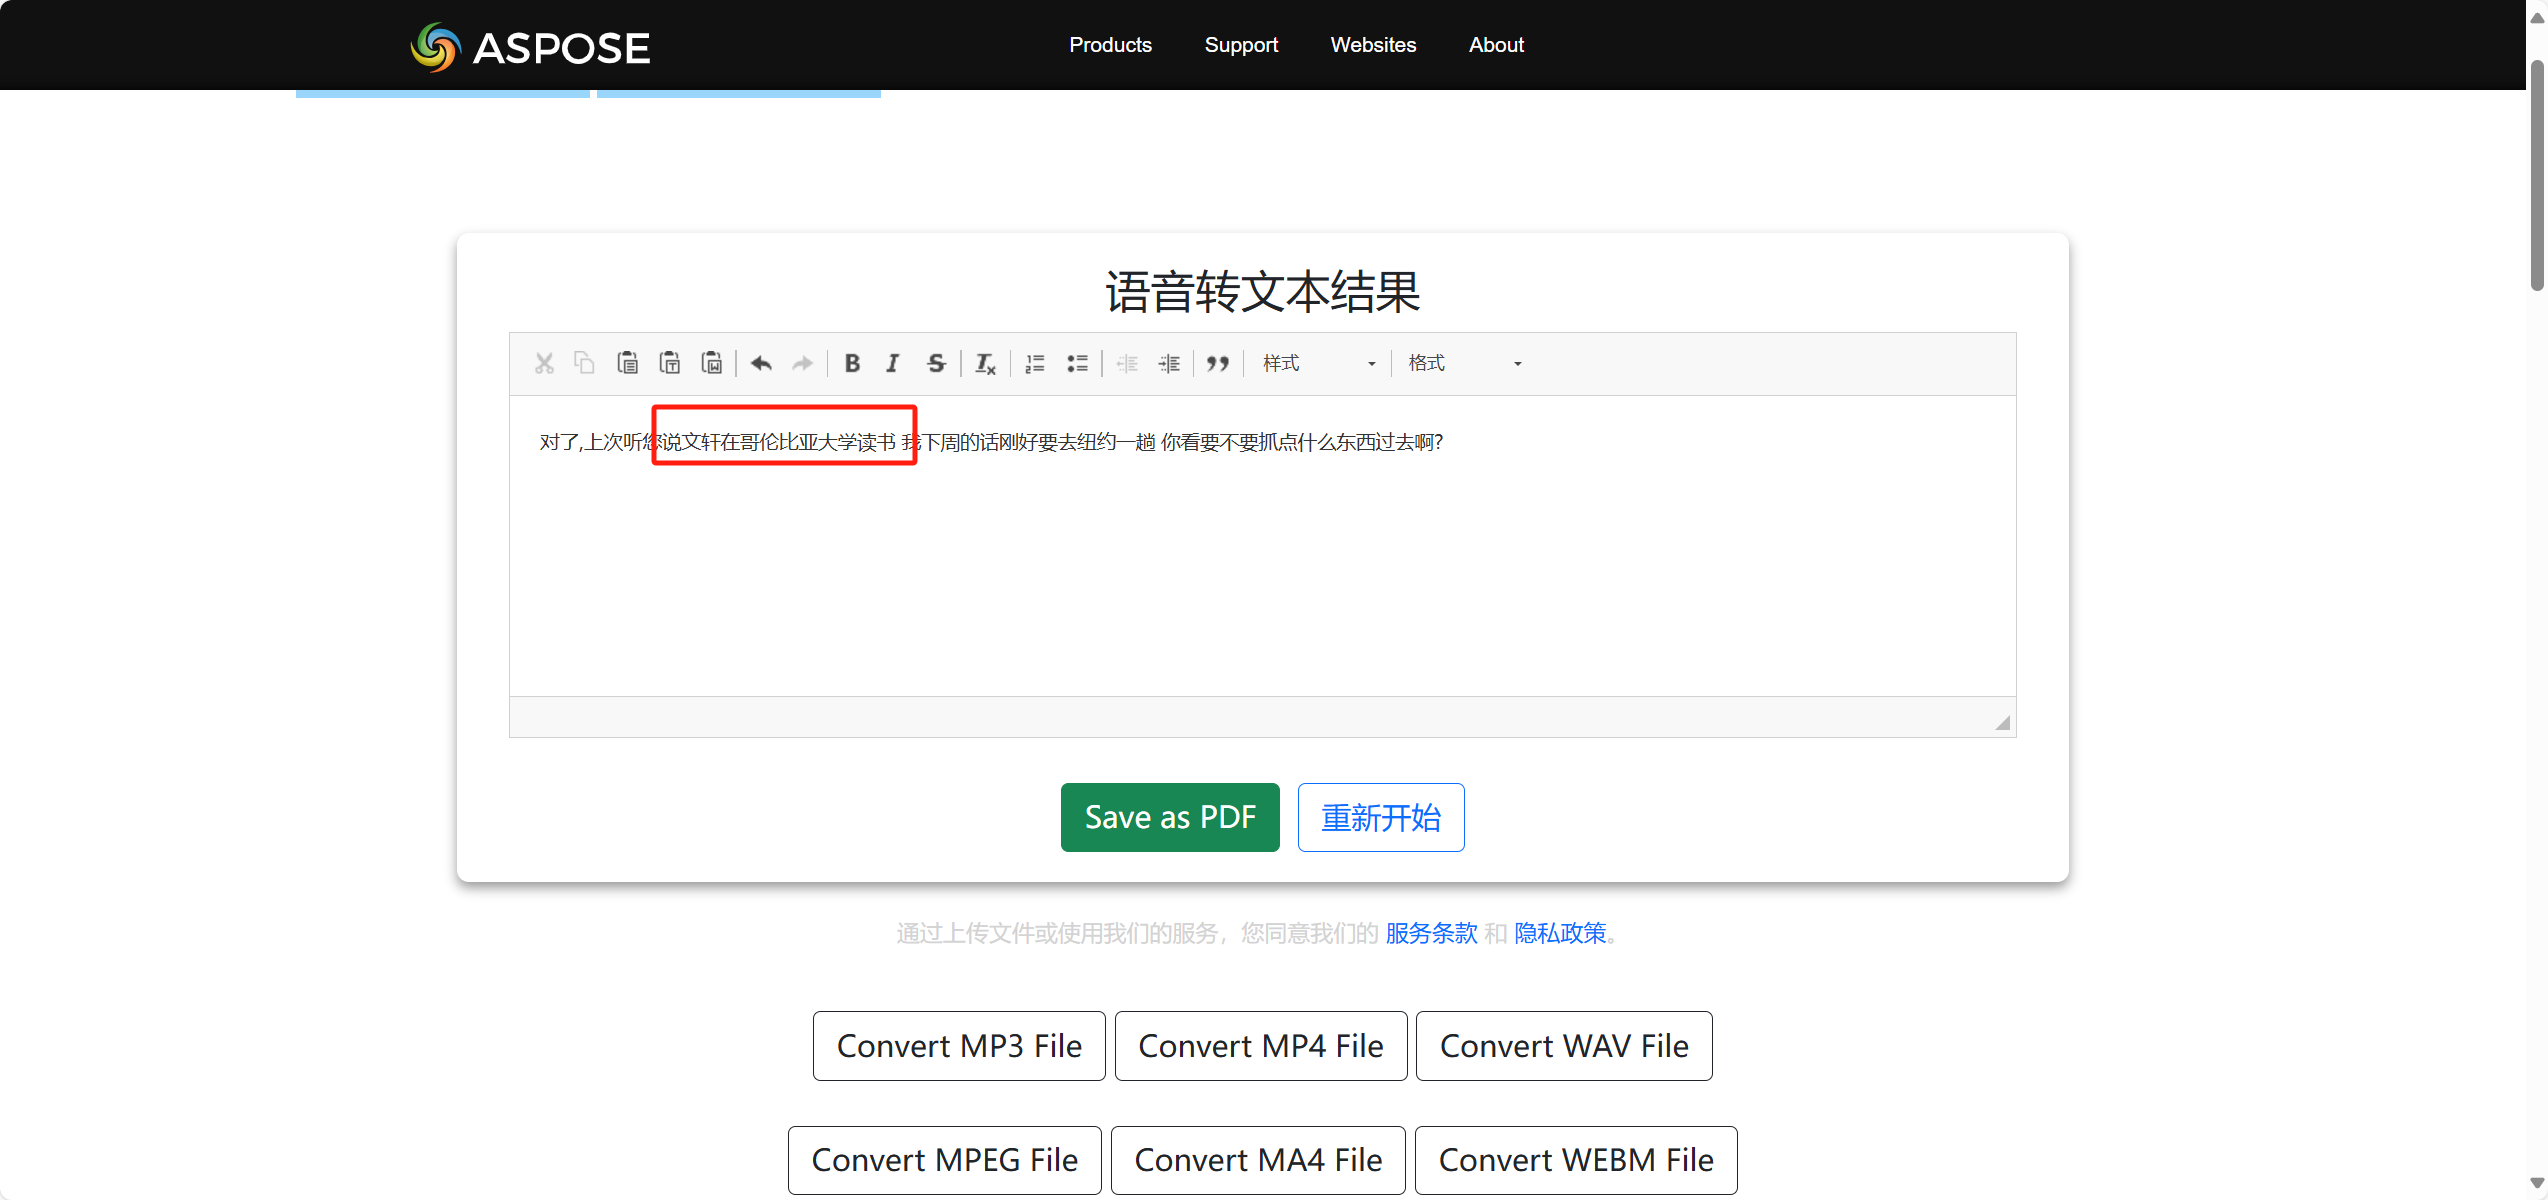 ASPOSE
Products Support Websites About
语音转文本结果
样式 格式
对了,上次听您说文轩在哥伦比亚大学读书 我下周的话刚好要去纽约一趟 你看要不要抓点什么东西过去啊?
Save as PDF 重新开始
通过上传文件或使用我们的服务，您同意我们的 服务条款 和 隐私政策。
Convert MP3 File Convert MP4 File Convert WAV File
Convert MPEG File Convert MA4 File Convert WEBM File